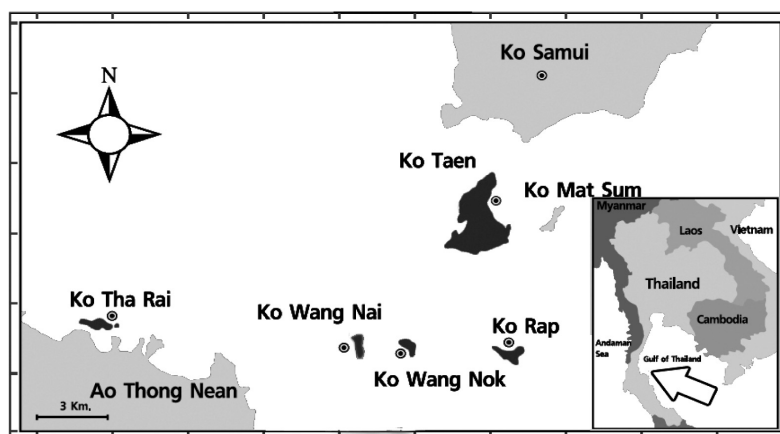 N
Ko Samui
Ko Taen
Ko Mat Sum
Ko Tha Rai
Ko Wang Nai
Ko Wang Nok
Ko Rap
Ao Thong Nean
3 Km.
Myanmar
Laos
Vietnam
Thailand
Cambodia
Andaman
Sea
Gulf of Thailand